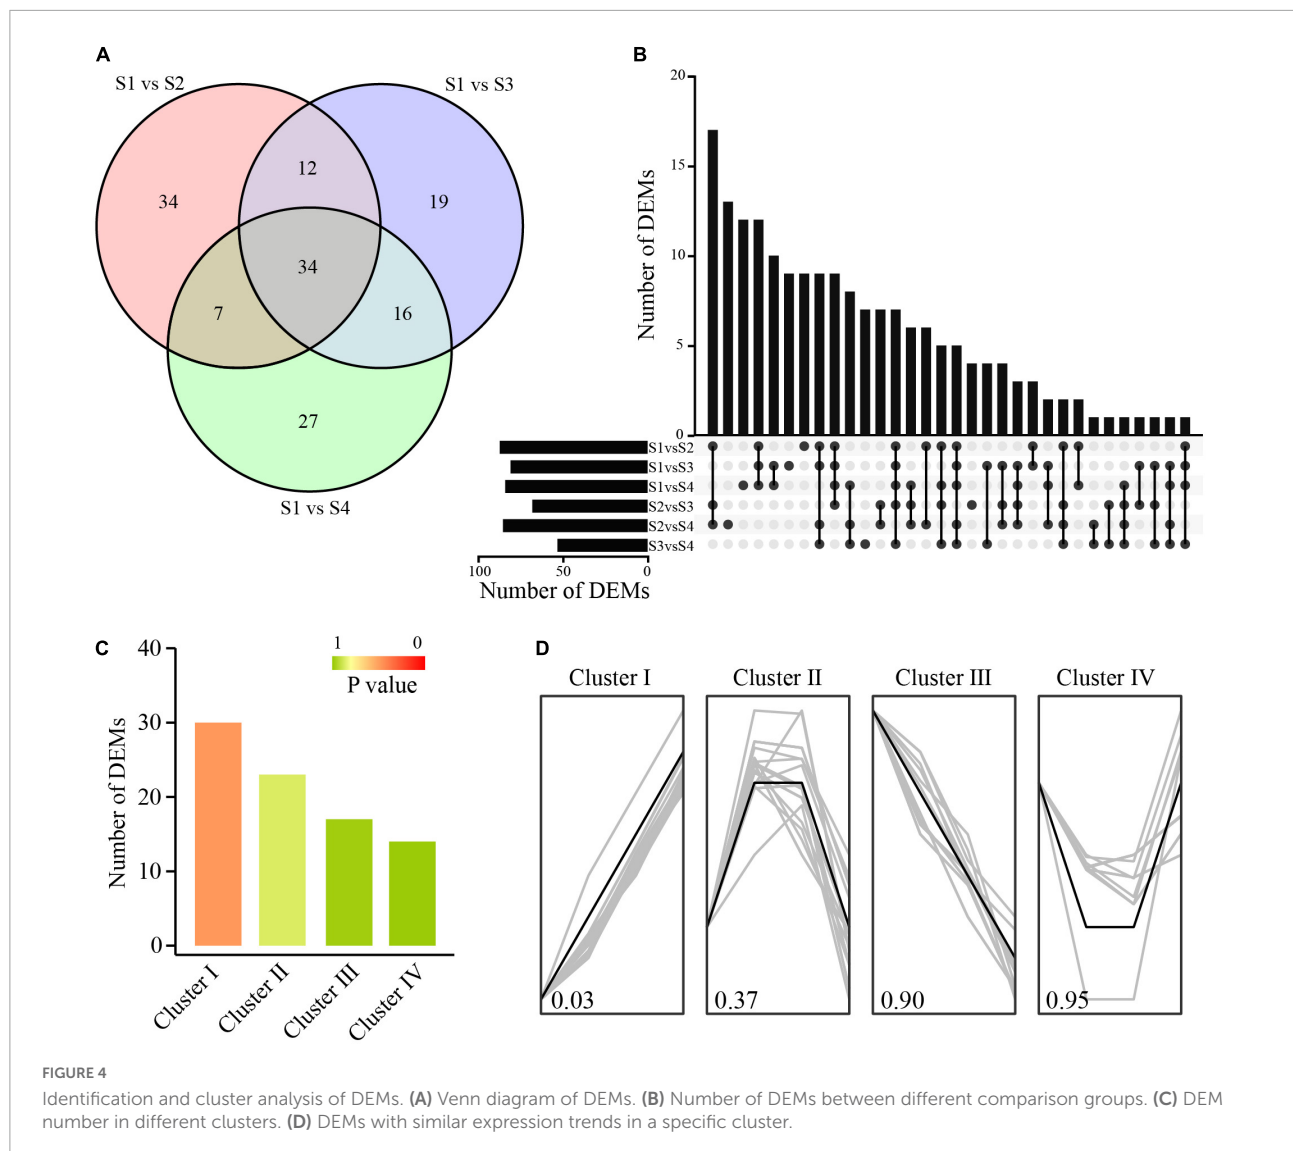 A
S1 vs S2
S1 vs S3
12
34
19
34
7
16
27
S1 vs S4
B
20
15
10
5
0
Number of DEMs
S1vsS2
S1vsS3
S1vsS4
S2vsS3
S2vsS4
S3vsS4
100
50
0
Number of DEMs
C
40
30
20
10
0
Number of DEMs
1
0
P value
Cluster I
Cluster II
Cluster III
Cluster IV
D
Cluster I
Cluster II
Cluster III
Cluster IV
0.03
0.37
0.90
0.95
FIGURE 4
Identification and cluster analysis of DEMs. (A) Venn diagram of DEMs. (B) Number of DEMs between different comparison groups. (C) DEM
number in different clusters. (D) DEMs with similar expression trends in a specific cluster.